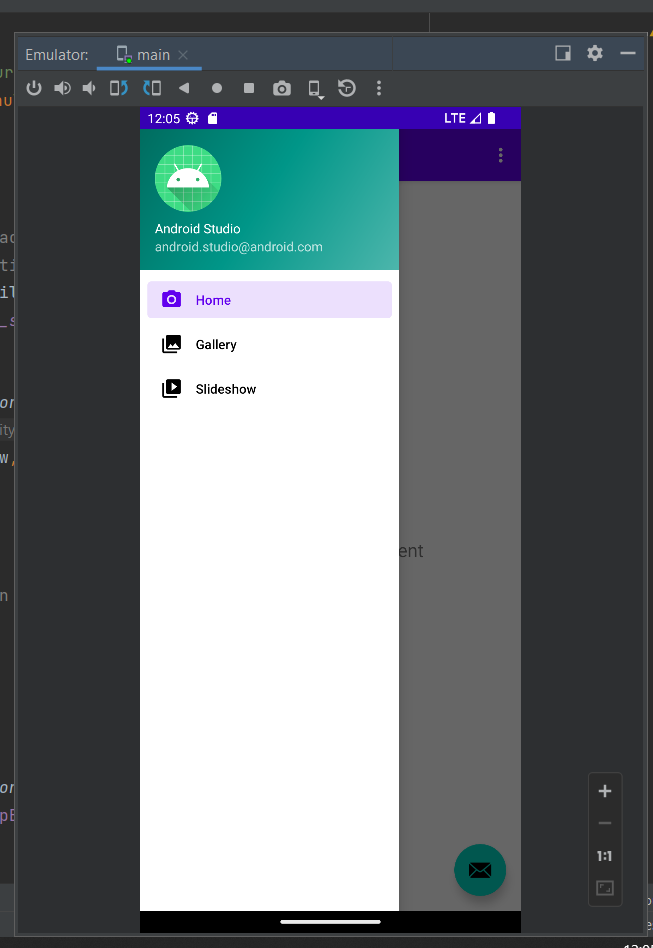 Emulator: main
12:05 LTE
Android Studio
android.studio@android.com
Home
Gallery
Slideshow
ent
1:1